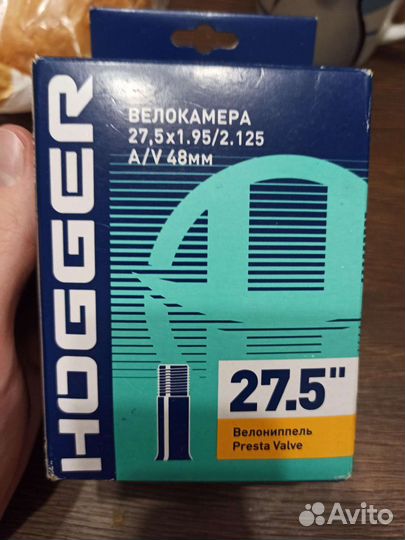 HOGGER
ВЕЛОКАМЕРА
27,5x1.95/2.125
A/V 48мм
27.5"
Велониппель
Presta Valve
Avito